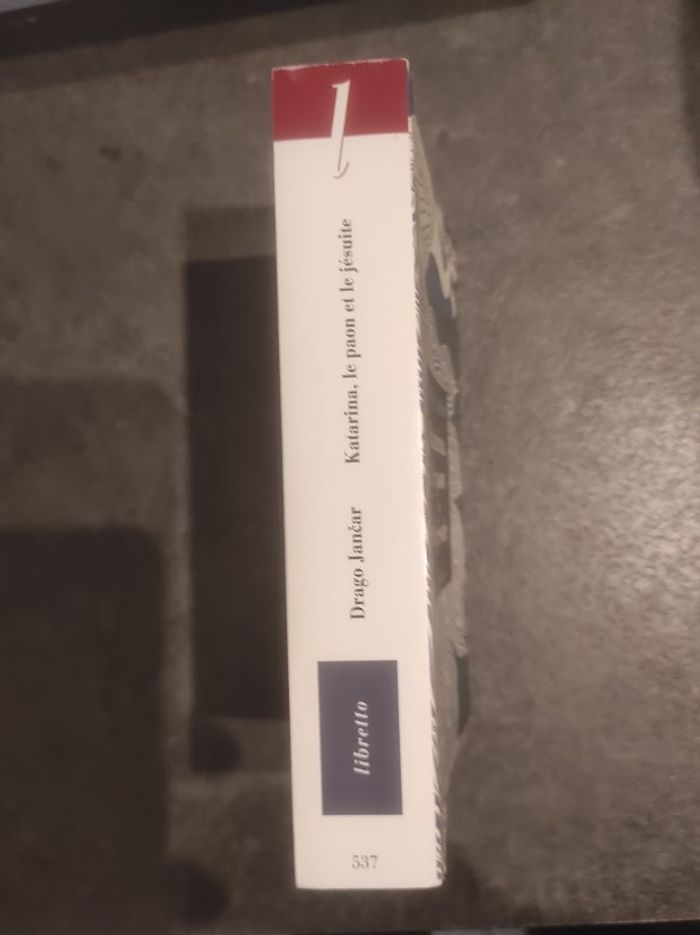 l
Katarina, le paon et le jésuite
Drago Jančar
libretto
537